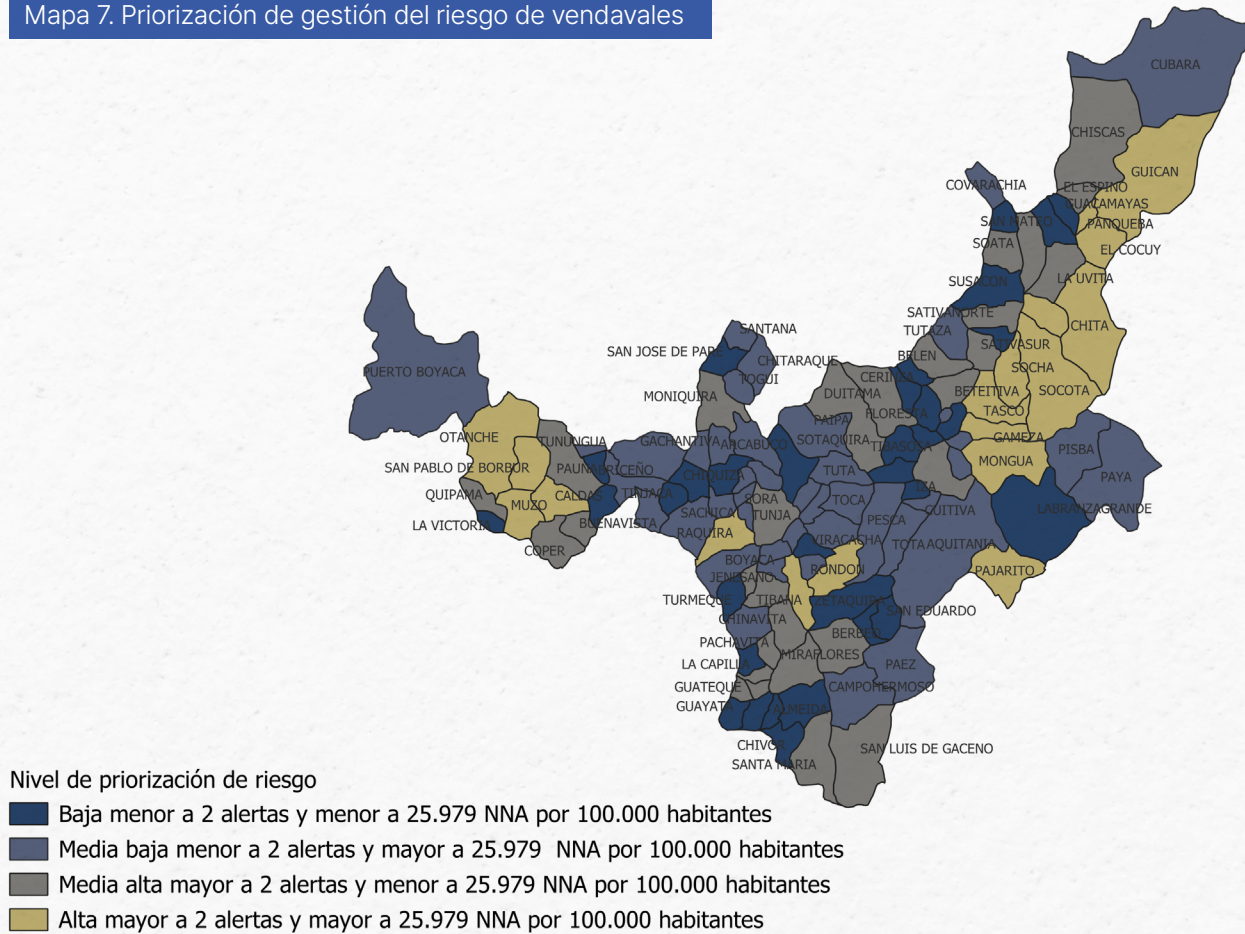 Mapa 7. Priorización de gestión del riesgo de vendavales
CUBARA
CHISCAS
GUICAN
COVARACHIA
EL ESPINO
GUACAMAYAS
SAN MATEO
PANQUEBA
SOATA
EL COCUY
LA UVITA
SUSACON
SATIVANORTE
TUTAZA
CHITA
SANTANA
SATIVASUR
SAN JOSE DE PARE
CHITARAQUE
BELEN
SOCHA
PUERTO BOYACA
TOGUI
CERINZA
BETEITIVA
SOCOTA
MONIQUIRA
DUITAMA
TASCO
FLORESTA
PAIPA
OTANCHE
TUNUNGUA
GACHANTIVA
ARCABUCO
SOTAQUIRA
TIBASOSA
GAMEZA
PISBA
SAN PABLO DE BORBUR
PAUNA
BRICEÑO
CHIQUIZA
TUTA
MONGUA
PAYA
QUIPAMA
CALDAS
TINJACA
SORA
TOCA
IZA
MUZO
SACHICA
TUNJA
CUITIVA
LABRANZAGRANDE
LA VICTORIA
BUENAVISTA
RAQUIRA
PESCA
COPER
VIRACACHA
TOTA
AQUITANIA
BOYACA
RONDON
PAJARITO
JENESANO
TURMEQUE
TIBANA
ZETAQUIRA
SAN EDUARDO
CHINAVITA
BERBEO
PACHAVITA
MIRAFLORES
LA CAPILLA
PAEZ
GUATEQUE
CAMPOHERMOSO
GUAYATA
ALMEIDA
CHIVOR
SAN LUIS DE GACENO
SANTA MARIA
Nivel de priorización de riesgo
Baja menor a 2 alertas y menor a 25.979 NNA por 100.000 habitantes
Media baja menor a 2 alertas y mayor a 25.979 NNA por 100.000 habitantes
Media alta mayor a 2 alertas y menor a 25.979 NNA por 100.000 habitantes
Alta mayor a 2 alertas y mayor a 25.979 NNA por 100.000 habitantes